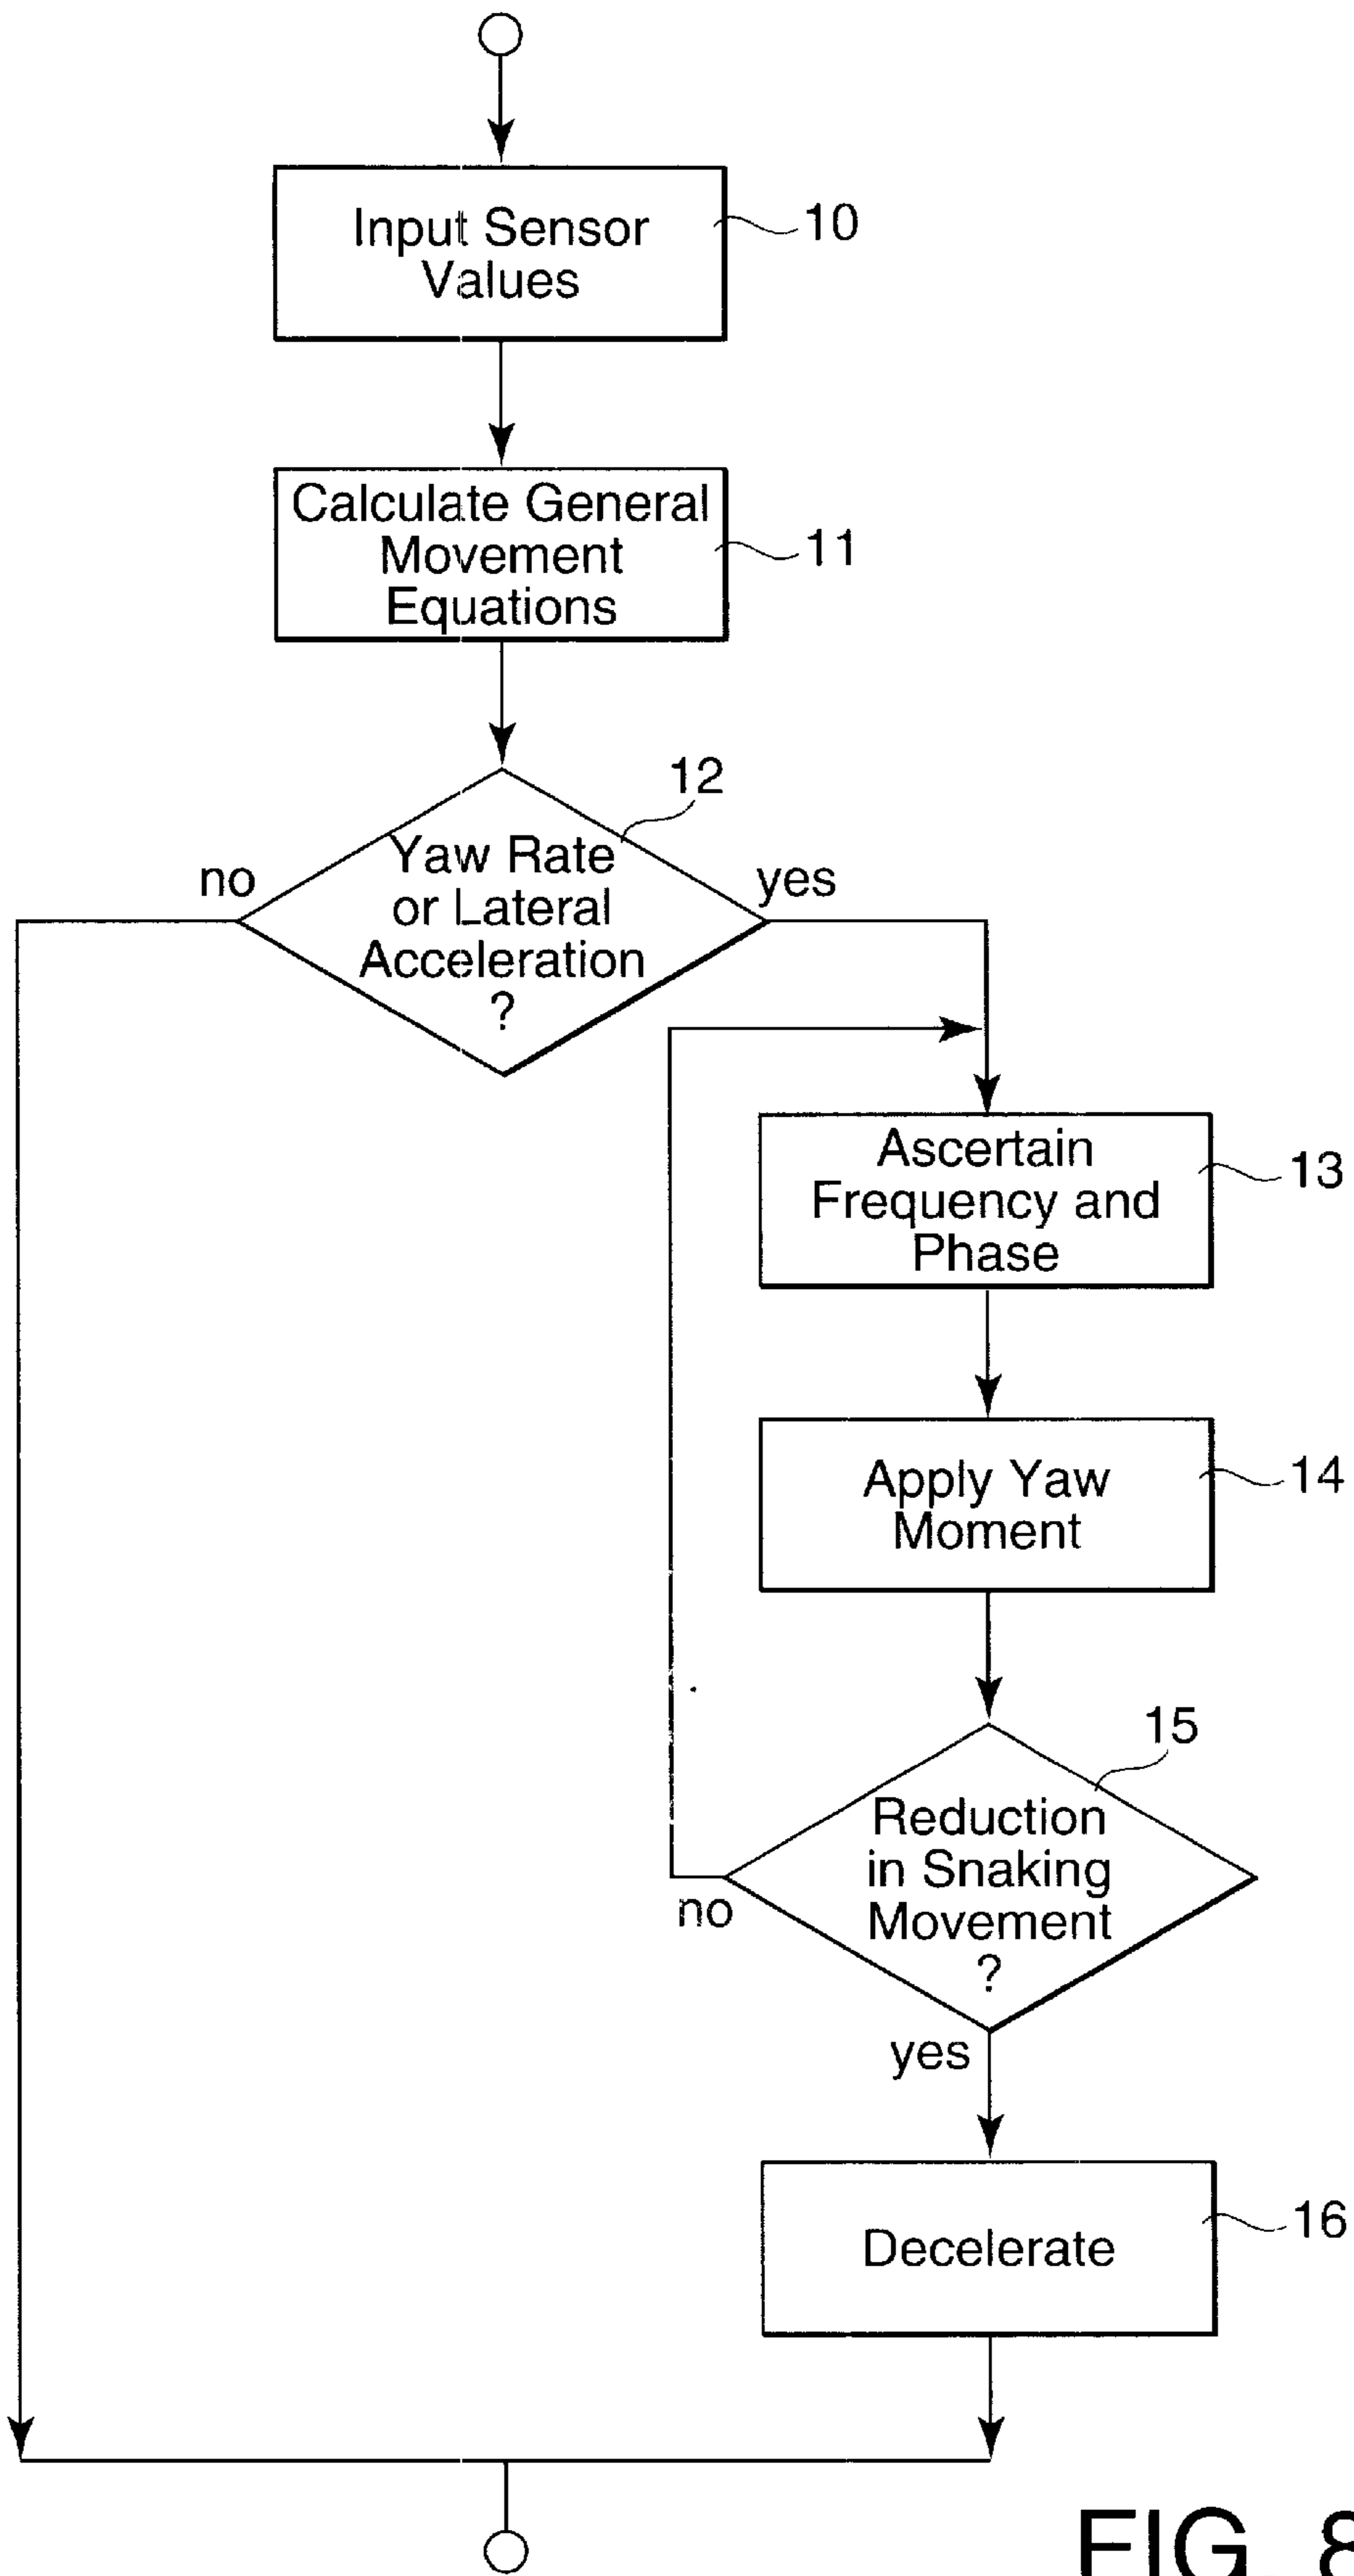 Input Sensor
Values
10
Calculate General
Movement
Equations
11
12
Yaw Rate
or Lateral
Acceleration
?
no
yes
Ascertain
Frequency and
Phase
13
Apply Yaw
Moment
14
15
Reduction
in Snaking
Movement
?
no
yes
Decelerate
16
FIG. 8